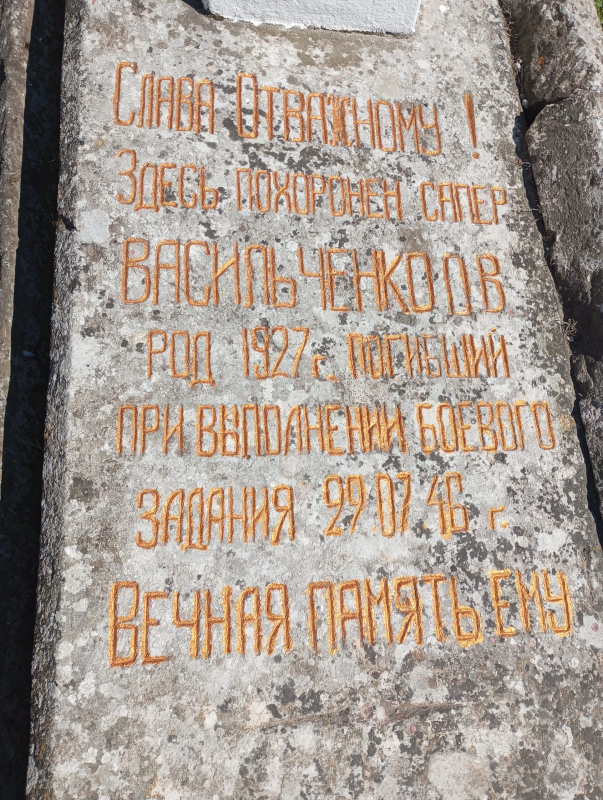 Слава Отважному !
Здесь похоронен сапер
ВАСИЛЬЧЕНКО О.В
род 1927 г. погибший
при выполнении боевого
задания 29.07 46 г.
Вечная память ему